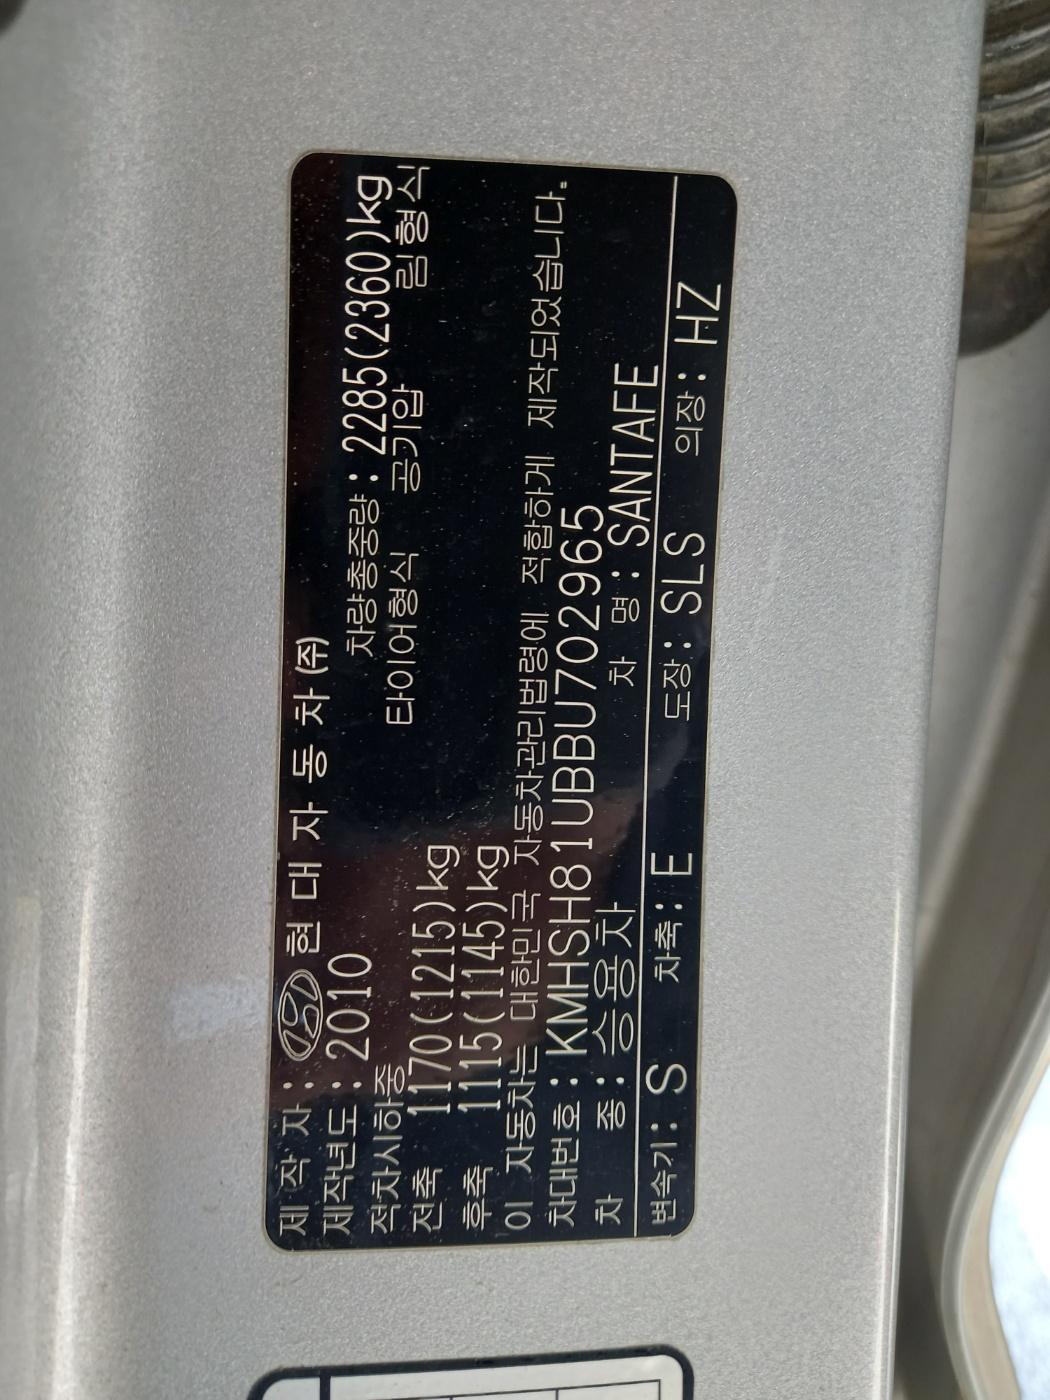 제 작 자 : 현 대 자 동 차 (주)
제작년도 : 2010 차량총중량 : 2285(2360)kg
적차시하중 타이어형식 공기압 림형식
전축 1170(1215)kg
후축 1115(1145)kg
이 자동차는 대한민국 자동차관리법령에 적합하게 제작되었습니다.
차대번호 : KMHSH81UBBU702965
차 종 : 승용차 차 명 : SANTAFE
변속기 : S 차축 : E 도장 : SLS 의장 : HZ